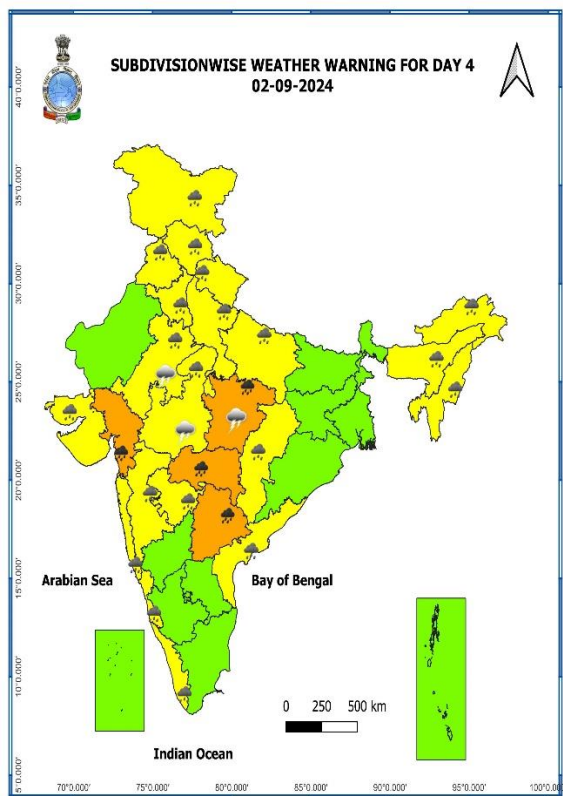 SUBDIVISIONWISE WEATHER WARNING FOR DAY 4
02-09-2024
40°0.000'
35°0.000'
30°0.000'
25°0.000'
20°0.000'
15°0.000'
10°0.000'
5°0.000'
Arabian Sea
Bay of Bengal
0 250 500 km
Indian Ocean
70°0.000' 75°0.000' 80°0.000' 85°0.000' 90°0.000' 95°0.000' 100°0.000'